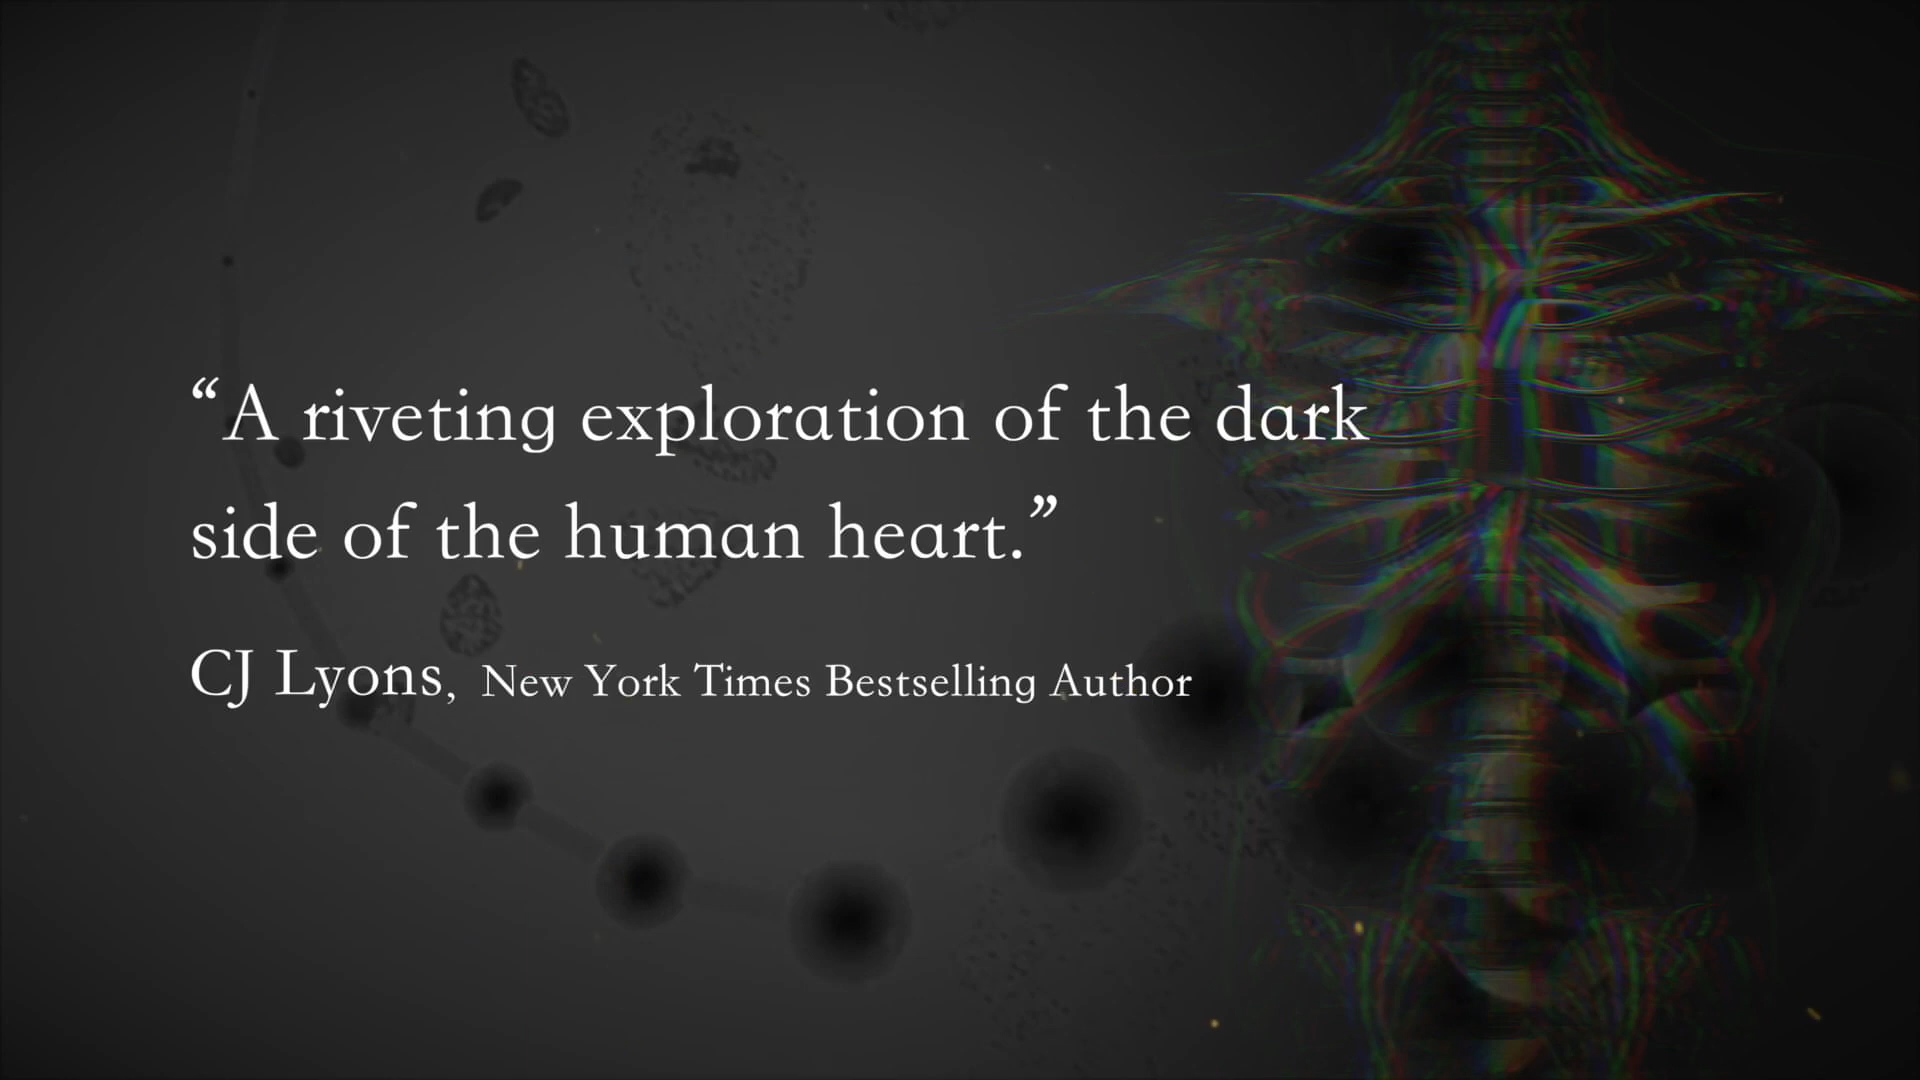 “A riveting exploration of the dark
side of the human heart.”
CJ Lyons, New York Times Bestselling Author